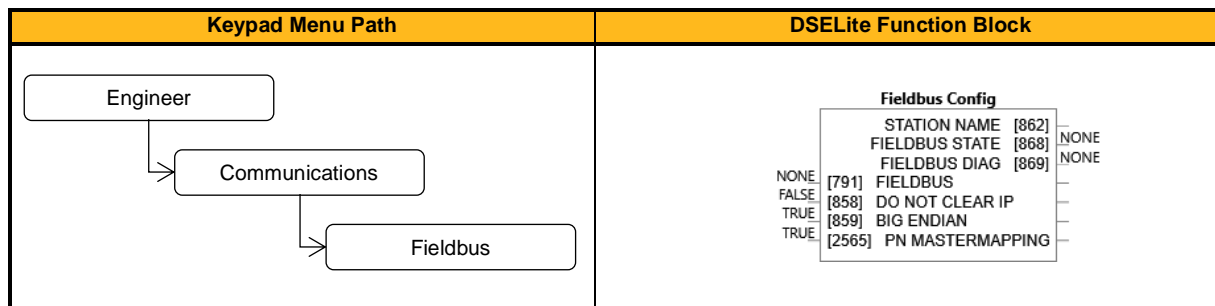 Keypad Menu Path
DSELite Function Block
Engineer
Communications
Fieldbus
Fieldbus Config
STATION NAME [862]
FIELDBUS STATE [868] NONE
FIELDBUS DIAG [869] NONE
NONE [791] FIELDBUS
FALSE [858] DO NOT CLEAR IP
TRUE [859] BIG ENDIAN
TRUE [2565] PN MASTERMAPPING